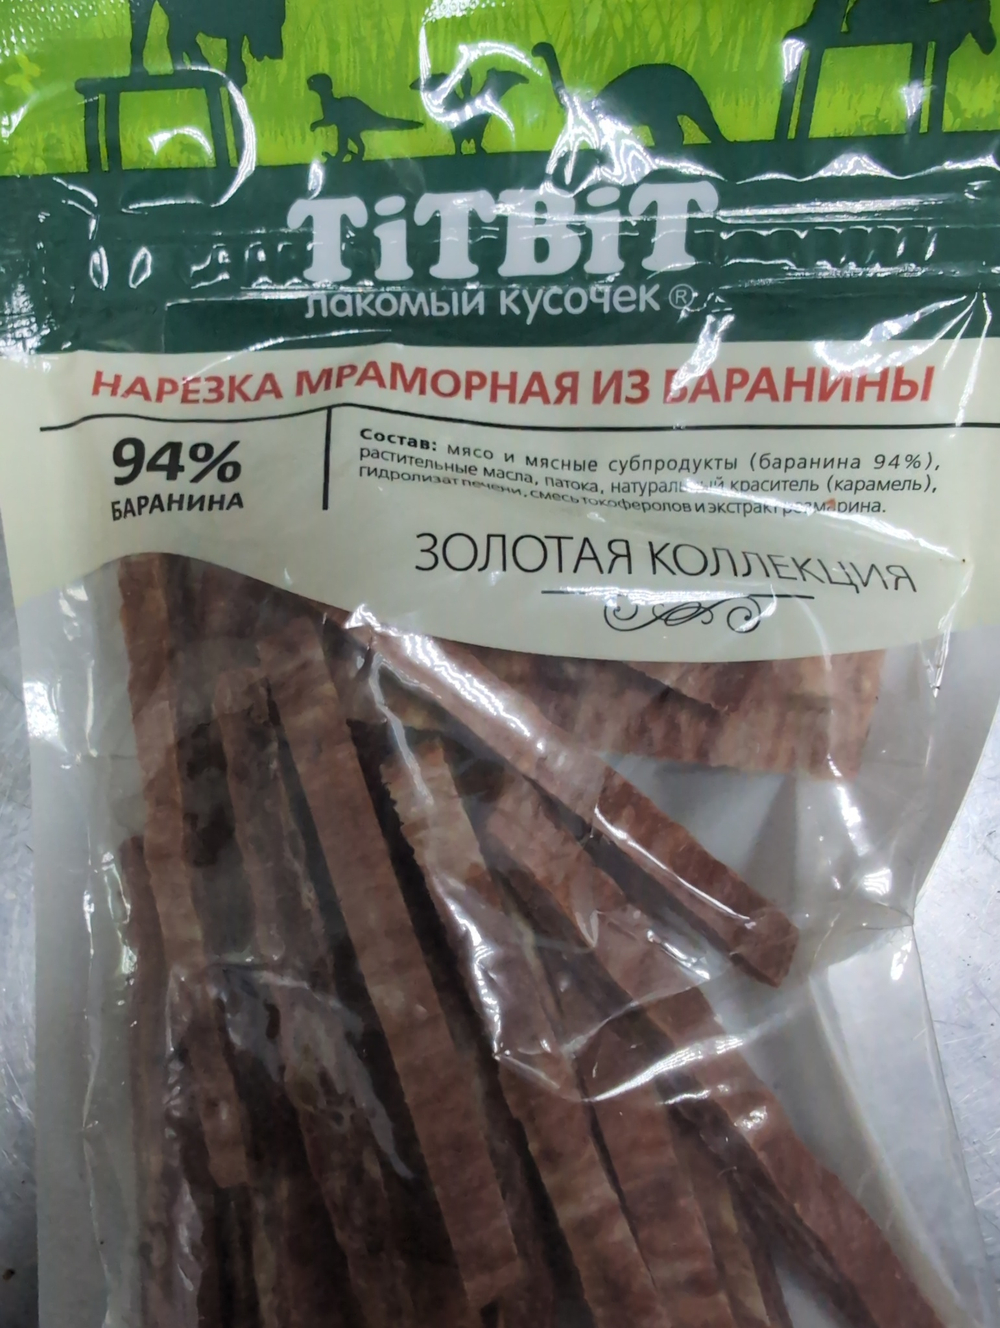 TiTBiT
лакомый кусочек ®
НАРЕЗКА МРАМОРНАЯ ИЗ БАРАНИНЫ
94%
БАРАНИНА
Состав: мясо и мясные субпродукты (баранина 94%),
растительные масла, патока, натуральный краситель (карамель),
гидролизат печени, смесь токоферолов и экстракт розмарина.
ЗОЛОТАЯ КОЛЛЕКЦИЯ